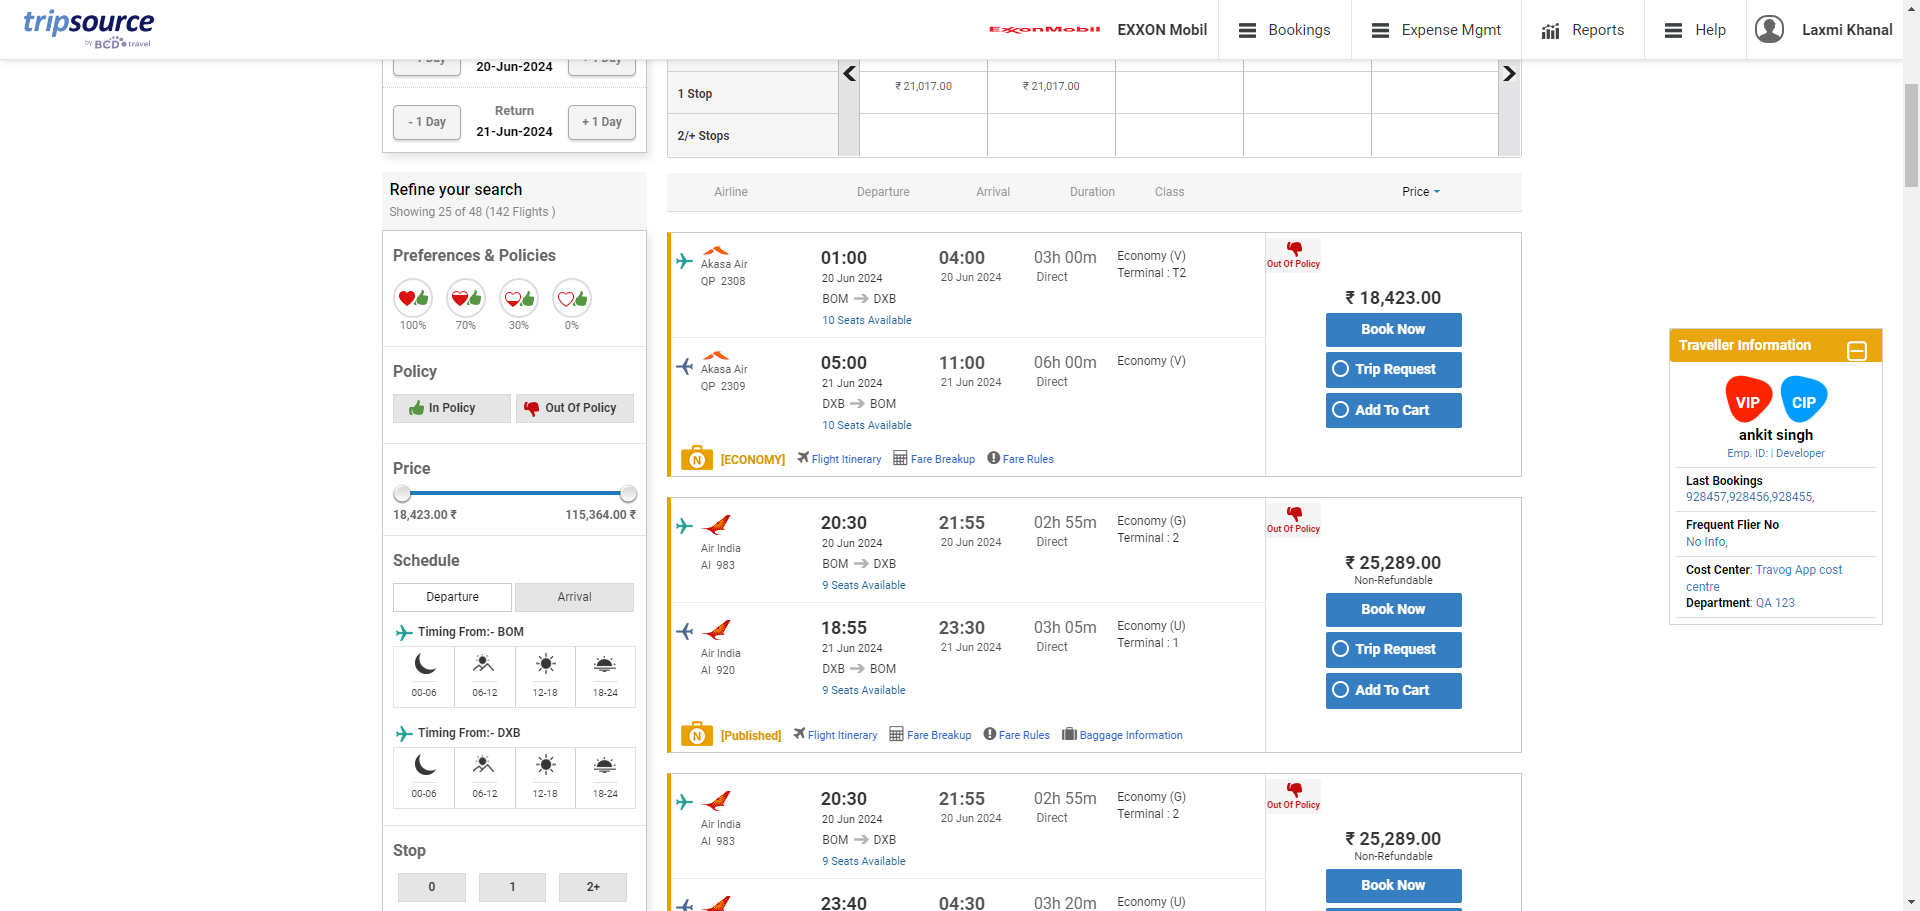 tripsource
by BCD travel
ExxonMobil
EXXON Mobil
Bookings
Expense Mgmt
Reports
Help
Laxmi Khanal
- 1 Day
20-Jun-2024
+ 1 Day
Return
- 1 Day
21-Jun-2024
+ 1 Day
1 Stop
₹ 21,017.00
₹ 21,017.00
2/+ Stops
Refine your search
Showing 25 of 48 (142 Flights )
Preferences & Policies
100%
70%
30%
0%
Policy
In Policy
Out Of Policy
Price
18,423.00 ₹
115,364.00 ₹
Schedule
Departure
Arrival
Timing From:- BOM
00-06
06-12
12-18
18-24
Timing From:- DXB
00-06
06-12
12-18
18-24
Stop
0
1
2+
Airline
Departure
Arrival
Duration
Class
Price
Akasa Air
QP 2308
01:00
20 Jun 2024
BOM
DXB
10 Seats Available
04:00
20 Jun 2024
03h 00m
Direct
Economy (V)
Terminal : T2
Akasa Air
QP 2309
05:00
21 Jun 2024
DXB
BOM
10 Seats Available
11:00
21 Jun 2024
06h 00m
Direct
Economy (V)
N
[ECONOMY]
Flight Itinerary
Fare Breakup
Fare Rules
Out Of Policy
₹ 18,423.00
Book Now
Trip Request
Add To Cart
Air India
AI 983
20:30
20 Jun 2024
BOM
DXB
9 Seats Available
21:55
20 Jun 2024
02h 55m
Direct
Economy (G)
Terminal : 2
Air India
AI 920
18:55
21 Jun 2024
DXB
BOM
9 Seats Available
23:30
21 Jun 2024
03h 05m
Direct
Economy (U)
Terminal : 1
N
[Published]
Flight Itinerary
Fare Breakup
Fare Rules
Baggage Information
Out Of Policy
₹ 25,289.00
Non-Refundable
Book Now
Trip Request
Add To Cart
Air India
AI 983
20:30
20 Jun 2024
BOM
DXB
9 Seats Available
21:55
20 Jun 2024
02h 55m
Direct
Economy (G)
Terminal : 2
23:40
04:30
03h 20m
Economy (U)
Out Of Policy
₹ 25,289.00
Non-Refundable
Book Now
Traveller Information
VIP
CIP
ankit singh
Emp. ID: | Developer
Last Bookings
928457,928456,928455,
Frequent Flier No
No Info,
Cost Center: Travog App cost
centre
Department: QA 123